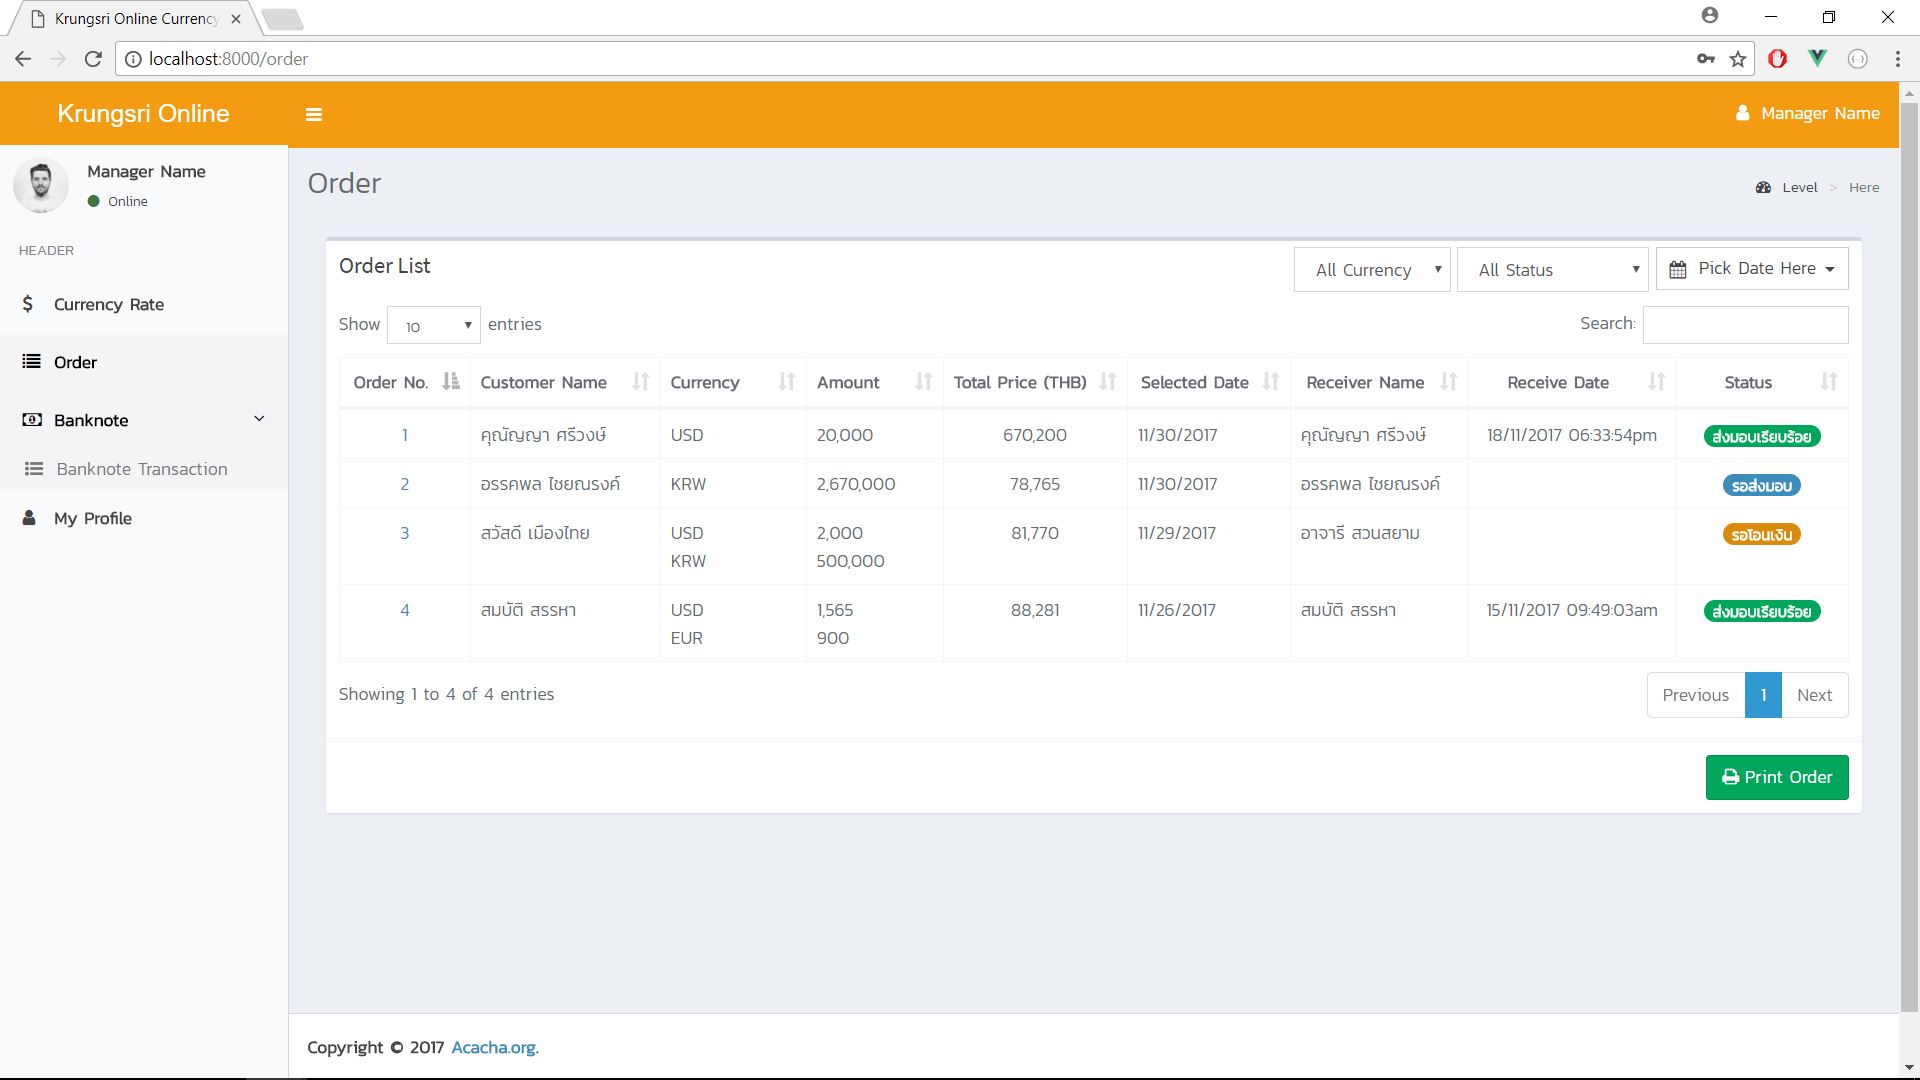 Krungsri Online Currency
localhost:8000/order
Krungsri Online
Manager Name
Manager Name
Online
Order
Level > Here
HEADER
Currency Rate
Order
Banknote
Banknote Transaction
My Profile
Order List
All Currency
All Status
Pick Date Here
Show 10 entries
Search:
Order No. Customer Name Currency Amount Total Price (THB) Selected Date Receiver Name Receive Date Status
1 คุณัญญา ศรีวงษ์ USD 20,000 670,200 11/30/2017 คุณัญญา ศรีวงษ์ 18/11/2017 06:33:54pm ส่งมอบเรียบร้อย
2 อรรคพล ไชยณรงค์ KRW 2,670,000 78,765 11/30/2017 อรรคพล ไชยณรงค์ รอส่งมอบ
3 สวัสดี เมืองไทย USD 2,000 81,770 11/29/2017 อาจารี สวนสยาม รอโอนเงิน
KRW 500,000
4 สมบัติ สรรหา USD 1,565 88,281 11/26/2017 สมบัติ สรรหา 15/11/2017 09:49:03am ส่งมอบเรียบร้อย
EUR 900
Showing 1 to 4 of 4 entries
Previous 1 Next
Print Order
Copyright © 2017 Acacha.org.